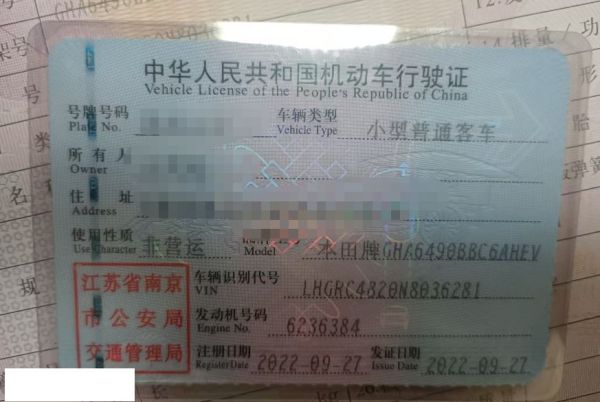 中华人民共和国机动车行驶证
Vehicle License of the People's Republic of China
号牌号码
Plate No.
车辆类型 小型普通客车
Vehicle Type
所有人
Owner
住址
Address
使用性质 非营运
Use Character
Model 本田牌GHA6490BBC6AHEV
江苏省南京
市公安局
交通管理局
车辆识别代号 LHGRC4820N8036281
VIN
发动机号码 6236384
Engine No.
注册日期 2022-09-27
Register Date
发证日期 2022-09-27
Issue Date